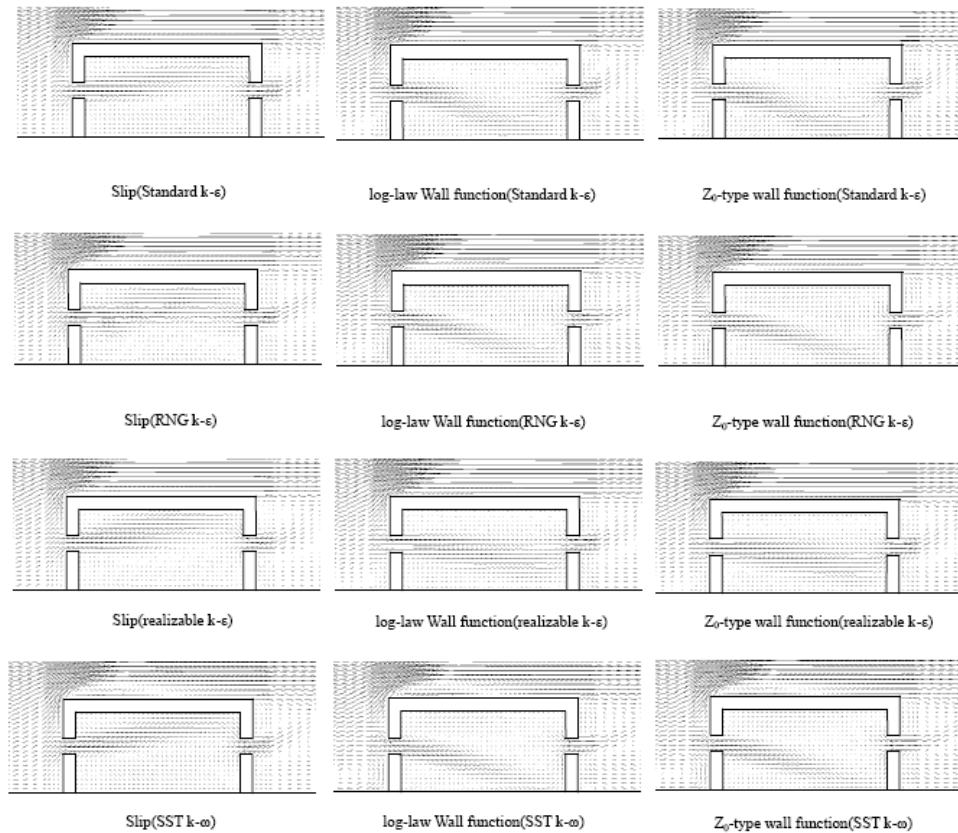 Slip(Standard k-ε)
log-law Wall function(Standard k-ε)
Z₀-type wall function(Standard k-ε)
Slip(RNG k-ε)
log-law Wall function(RNG k-ε)
Z₀-type wall function(RNG k-ε)
Slip(realizable k-ε)
log-law Wall function(realizable k-ε)
Z₀-type wall function(realizable k-ε)
Slip(SST k-ω)
log-law Wall function(SST k-ω)
Z₀-type wall function(SST k-ω)